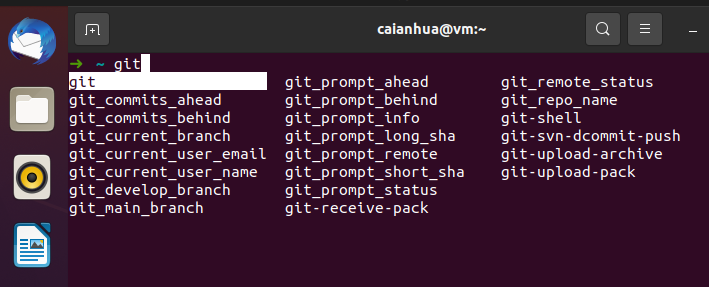 caianhua@vm:~
➜ ~ git
git git_prompt_ahead git_remote_status
git_commits_ahead git_prompt_behind git_repo_name
git_commits_behind git_prompt_info git-shell
git_current_branch git_prompt_long_sha git-svn-dcommit-push
git_current_user_email git_prompt_remote git-upload-archive
git_current_user_name git_prompt_short_sha git-upload-pack
git_develop_branch git_prompt_status
git_main_branch git-receive-pack